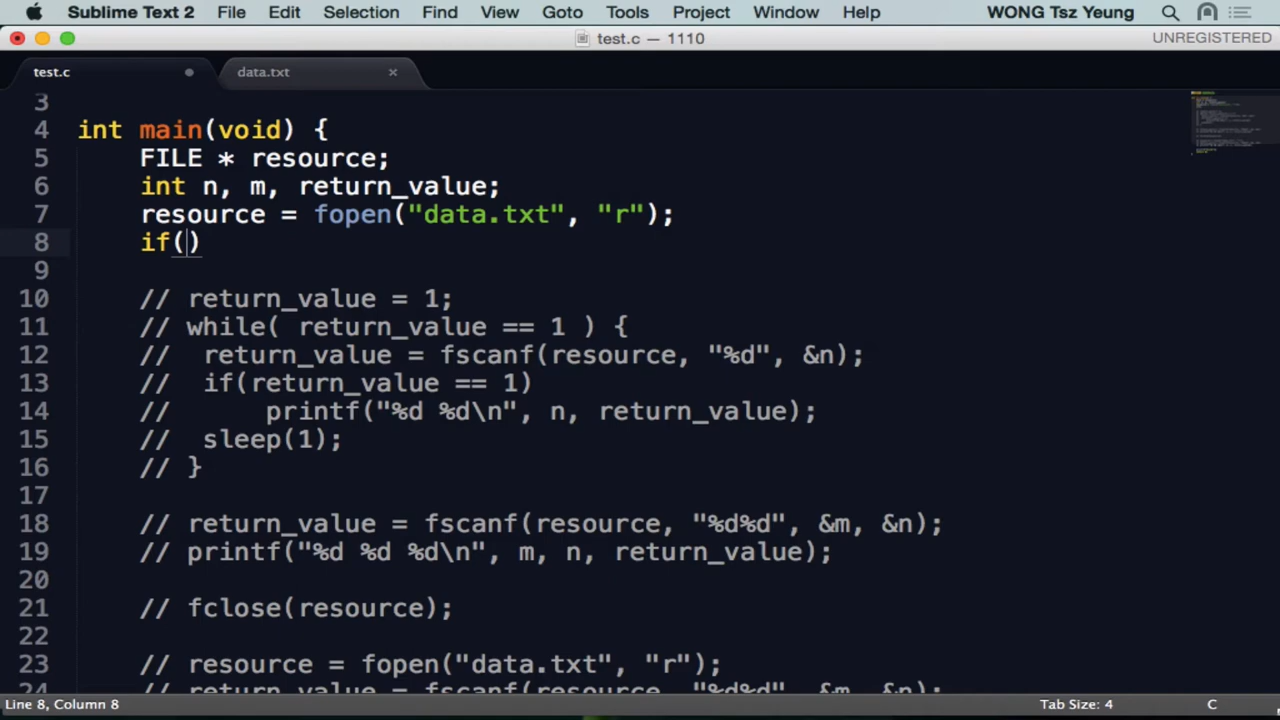 Sublime Text 2 File Edit Selection Find View Goto Tools Project Window Help WONG Tsz Yeung
test.c — 1110 UNREGISTERED
test.c data.txt ×
3
4 int main(void) {
5 FILE * resource;
6 int n, m, return_value;
7 resource = fopen("data.txt", "r");
8 if()
9
10 // return_value = 1;
11 // while( return_value == 1 ) {
12 //  return_value = fscanf(resource, "%d", &n);
13 //  if(return_value == 1)
14 //      printf("%d %d\n", n, return_value);
15 //  sleep(1);
16 // }
17
18 // return_value = fscanf(resource, "%d%d", &m, &n);
19 // printf("%d %d %d\n", m, n, return_value);
20
21 // fclose(resource);
22
23 // resource = fopen("data.txt", "r");
24 // return_value = fscanf(resource, "%d%d", &m, &n);
Line 8, Column 8 Tab Size: 4 C